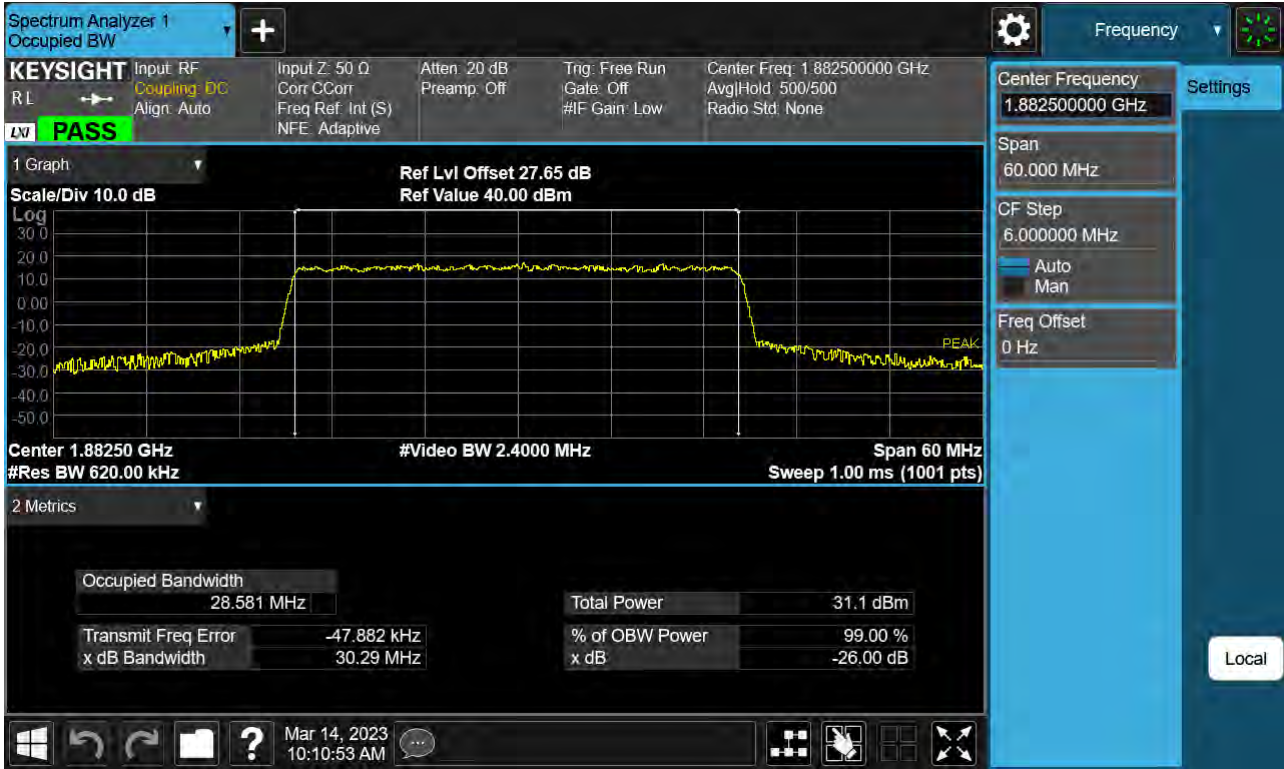 Spectrum Analyzer 1
Occupied BW
+
Frequency
KEYSIGHT
R L
LXI PASS
Input: RF
Coupling: DC
Align: Auto
Input Z: 50 Ω
Corr CCorr
Freq Ref: Int (S)
NFE: Adaptive
Atten: 20 dB
Preamp: Off
Trig: Free Run
Gate: Off
#IF Gain: Low
Center Freq: 1.882500000 GHz
Avg|Hold: 500/500
Radio Std: None
1 Graph
Scale/Div 10.0 dB
Ref Lvl Offset 27.65 dB
Ref Value 40.00 dBm
Log
30.0
20.0
10.0
0.00
-10.0
-20.0
-30.0
-40.0
-50.0
PEAK
Center 1.88250 GHz
#Res BW 620.00 kHz
#Video BW 2.4000 MHz
Span 60 MHz
Sweep 1.00 ms (1001 pts)
2 Metrics
Occupied Bandwidth
28.581 MHz
Transmit Freq Error -47.882 kHz
x dB Bandwidth 30.29 MHz
Total Power 31.1 dBm
% of OBW Power 99.00 %
x dB -26.00 dB
Center Frequency
1.882500000 GHz
Span
60.000 MHz
CF Step
6.000000 MHz
Auto
Man
Freq Offset
0 Hz
Settings
Local
?
Mar 14, 2023
10:10:53 AM